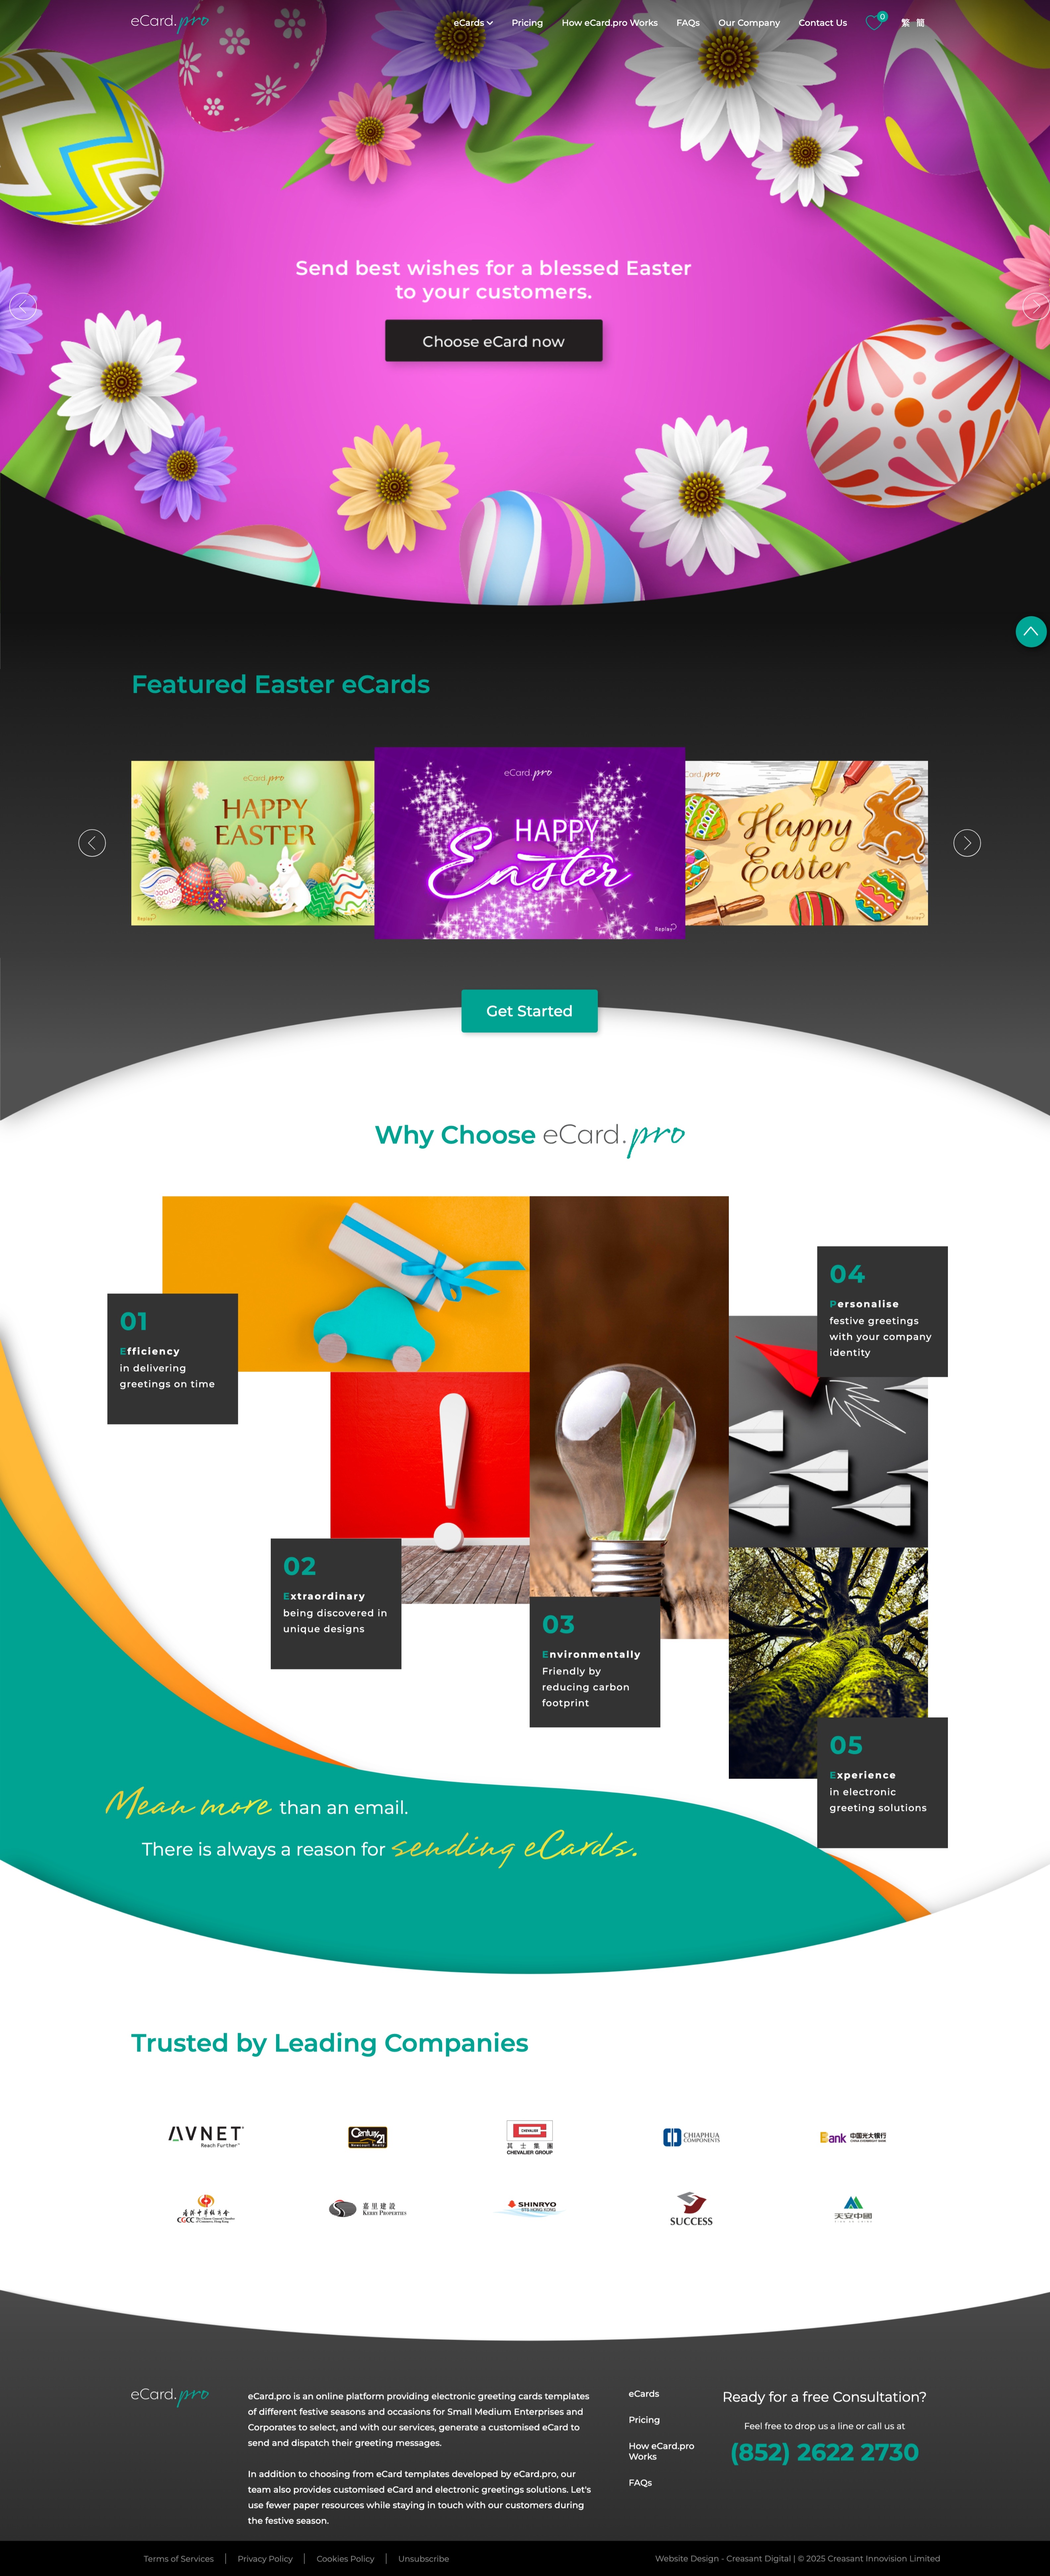 eCard.pro
eCards
Pricing
How eCard.pro Works
FAQs
Our Company
Contact Us
0
繁 簡
Send best wishes for a blessed Easter
to your customers.
Choose eCard now
Featured Easter eCards
eCard.pro
HAPPY
EASTER
Replay
eCard.pro
HAPPY
Easter
Replay
Card.pro
Happy
Easter
Replay
Get Started
Why Choose eCard.pro
01
Efficiency
in delivering
greetings on time
02
Extraordinary
being discovered in
unique designs
03
Environmentally
Friendly by
reducing carbon
footprint
04
Personalise
festive greetings
with your company
identity
05
Experience
in electronic
greeting solutions
Mean more than an email.
There is always a reason for sending eCards.
Trusted by Leading Companies
AVNET
Reach Further™
Century 21
CHEVALIER
其士集團
CHEVALIER GROUP
CHIAPHUA
COMPONENTS
Bank 中国光大银行
CHINA EVERBRIGHT BANK
CGCC
嘉里建設
KERRY PROPERTIES
SHINRYO
SUCCESS
天安中國
eCard.pro
eCard.pro is an online platform providing electronic greeting cards templates
of different festive seasons and occasions for Small Medium Enterprises and
Corporates to select, and with our services, generate a customised eCard to
send and dispatch their greeting messages.
In addition to choosing from eCard templates developed by eCard.pro, our
team also provides customised eCard and electronic greetings solutions. Let's
use fewer paper resources while staying in touch with our customers during
the festive season.
eCards
Pricing
How eCard.pro
Works
FAQs
Ready for a free Consultation?
Feel free to drop us a line or call us at
(852) 2622 2730
Terms of Services
Privacy Policy
Cookies Policy
Unsubscribe
Website Design - Creasant Digital | © 2025 Creasant Innovision Limited